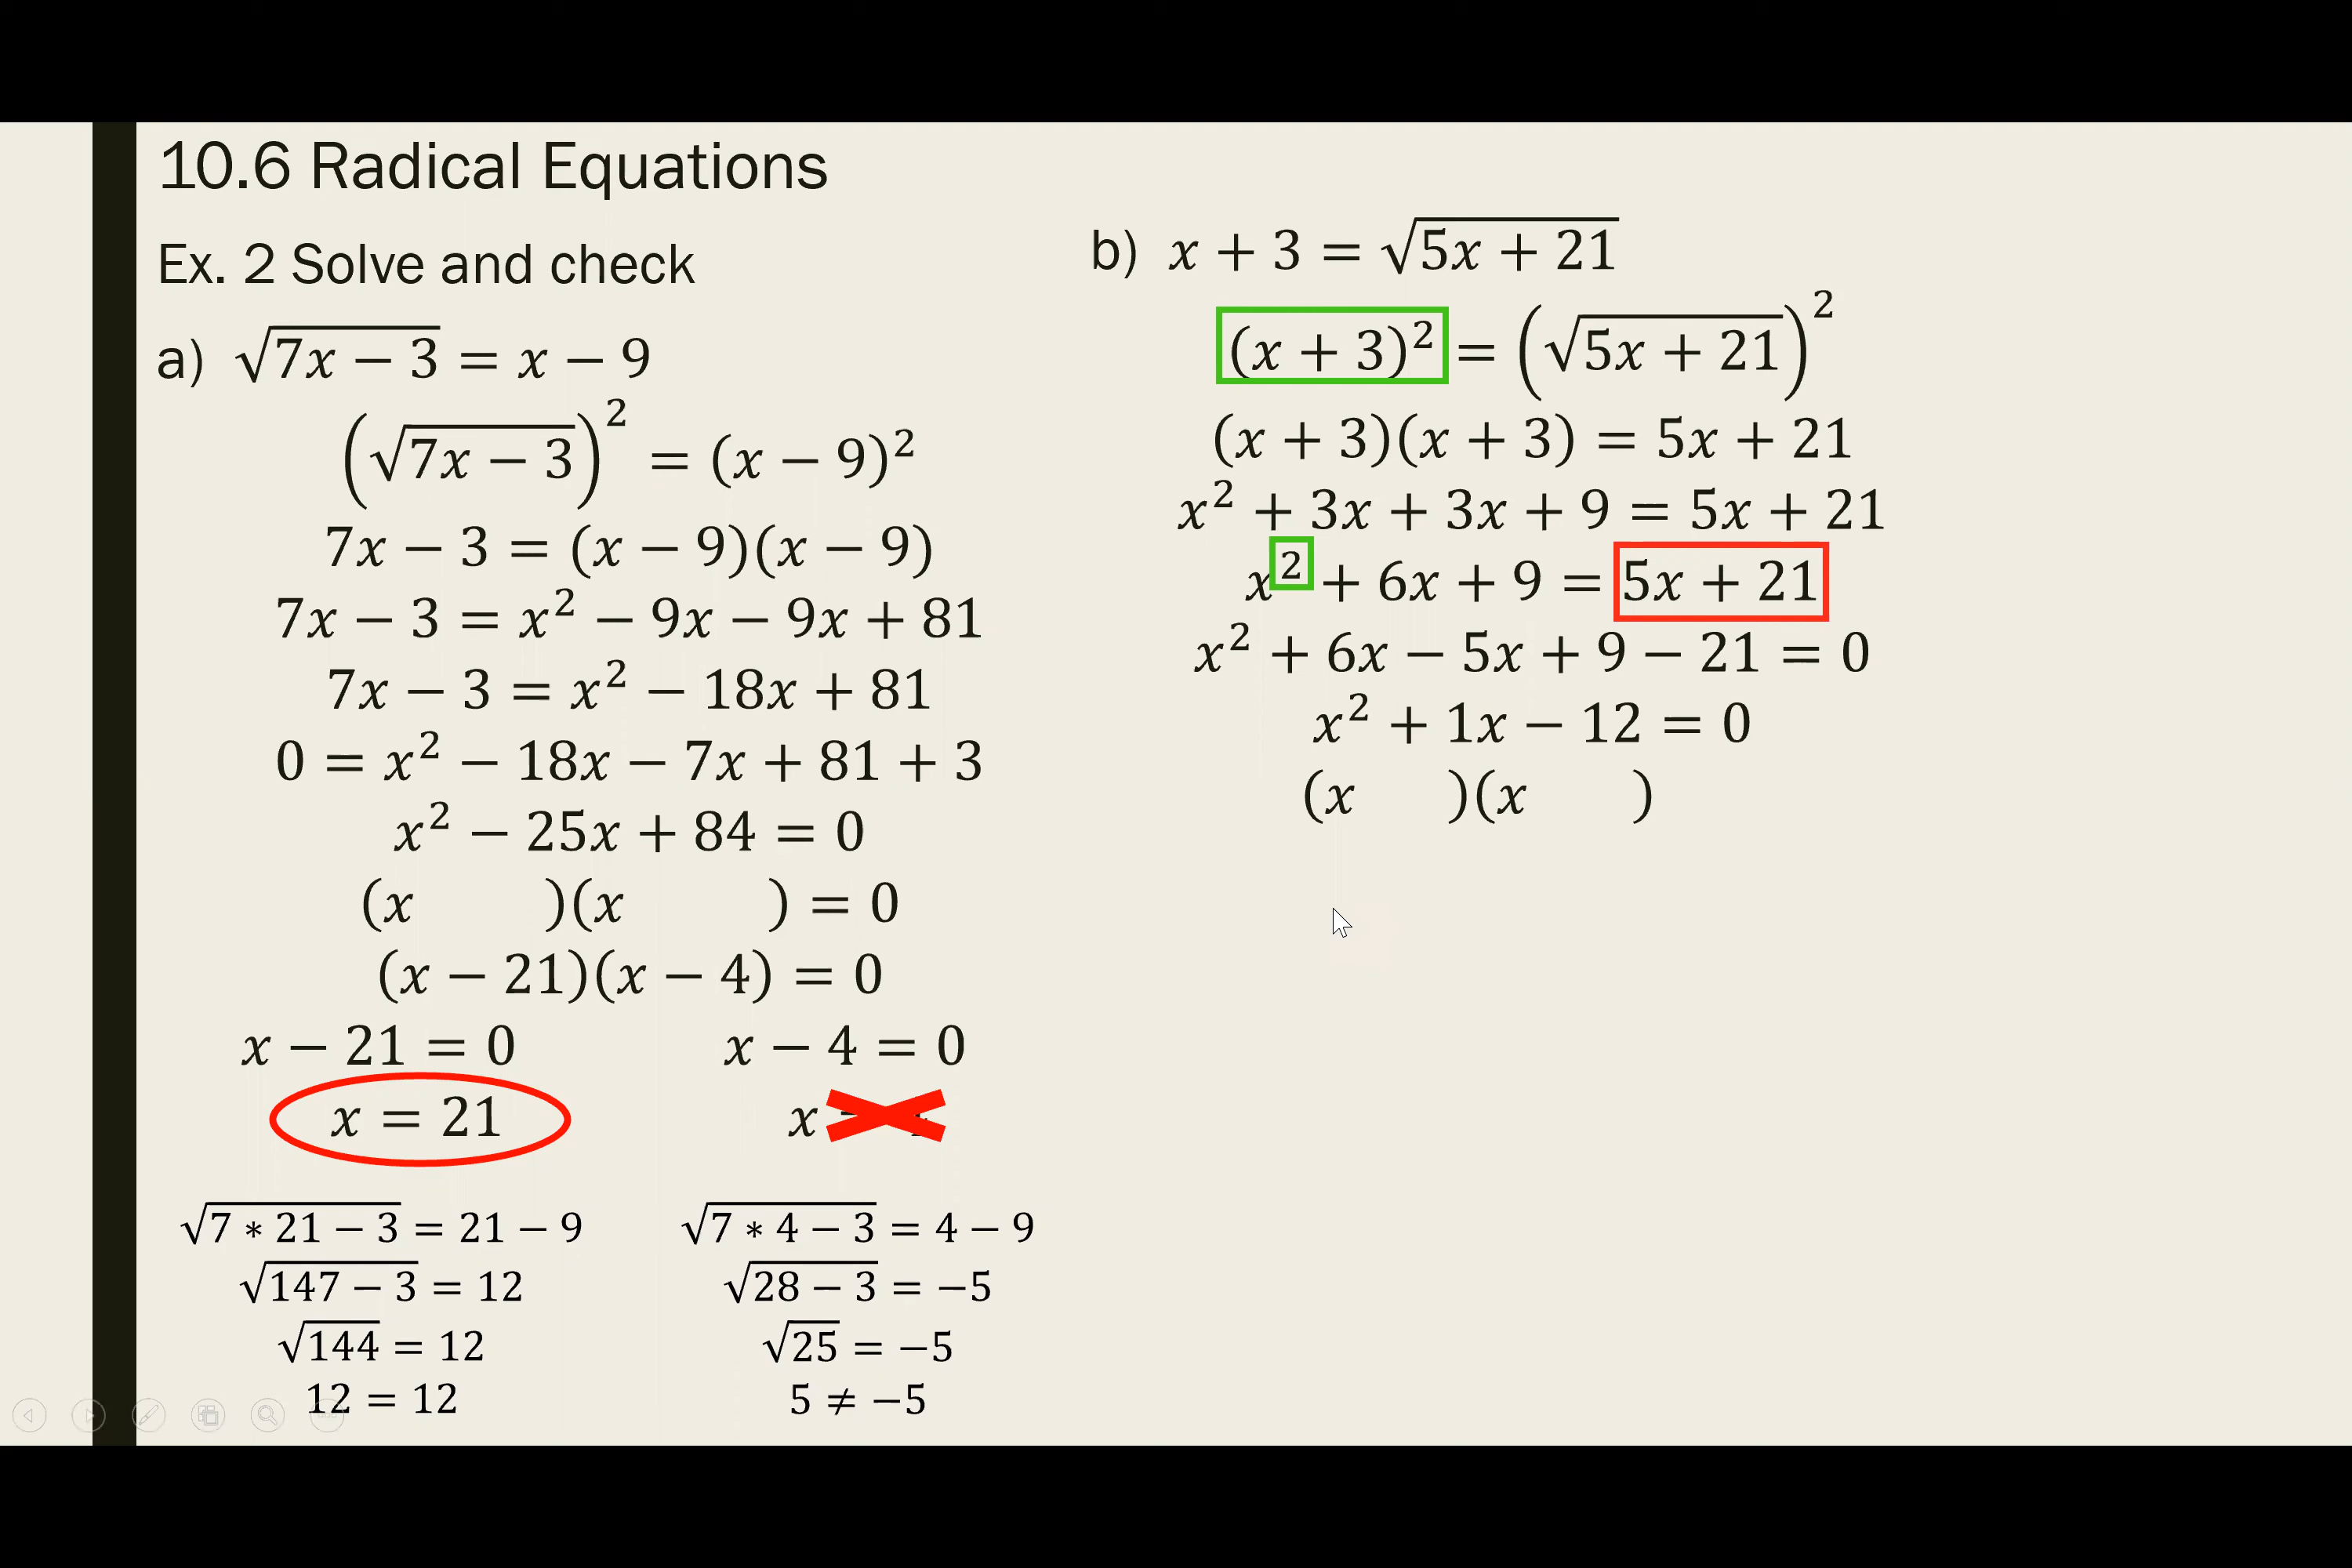 10.6 Radical Equations
Ex. 2 Solve and check
a) √(7x − 3) = x − 9
(√(7x − 3))² = (x − 9)²
7x − 3 = (x − 9)(x − 9)
7x − 3 = x² − 9x − 9x + 81
7x − 3 = x² − 18x + 81
0 = x² − 18x − 7x + 81 + 3
x² − 25x + 84 = 0
(x )(x ) = 0
(x − 21)(x − 4) = 0
x − 21 = 0 x − 4 = 0
x = 21 x
√(7 * 21 − 3) = 21 − 9 √(7 * 4 − 3) = 4 − 9
√(147 − 3) = 12 √(28 − 3) = −5
√144 = 12 √25 = −5
12 = 12 5 ≠ −5
b) x + 3 = √(5x + 21)
(x + 3)² = (√(5x + 21))²
(x + 3)(x + 3) = 5x + 21
x² + 3x + 3x + 9 = 5x + 21
x² + 6x + 9 = 5x + 21
x² + 6x − 5x + 9 − 21 = 0
x² + 1x − 12 = 0
(x )(x )